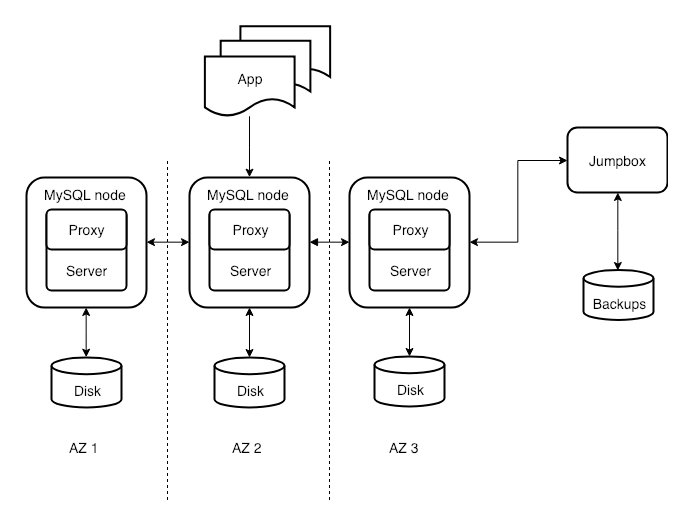 App
Jumpbox
MySQL node
MySQL node
MySQL node
Proxy
Proxy
Proxy
Server
Server
Server
Backups
Disk
Disk
Disk
AZ 1
AZ 2
AZ 3